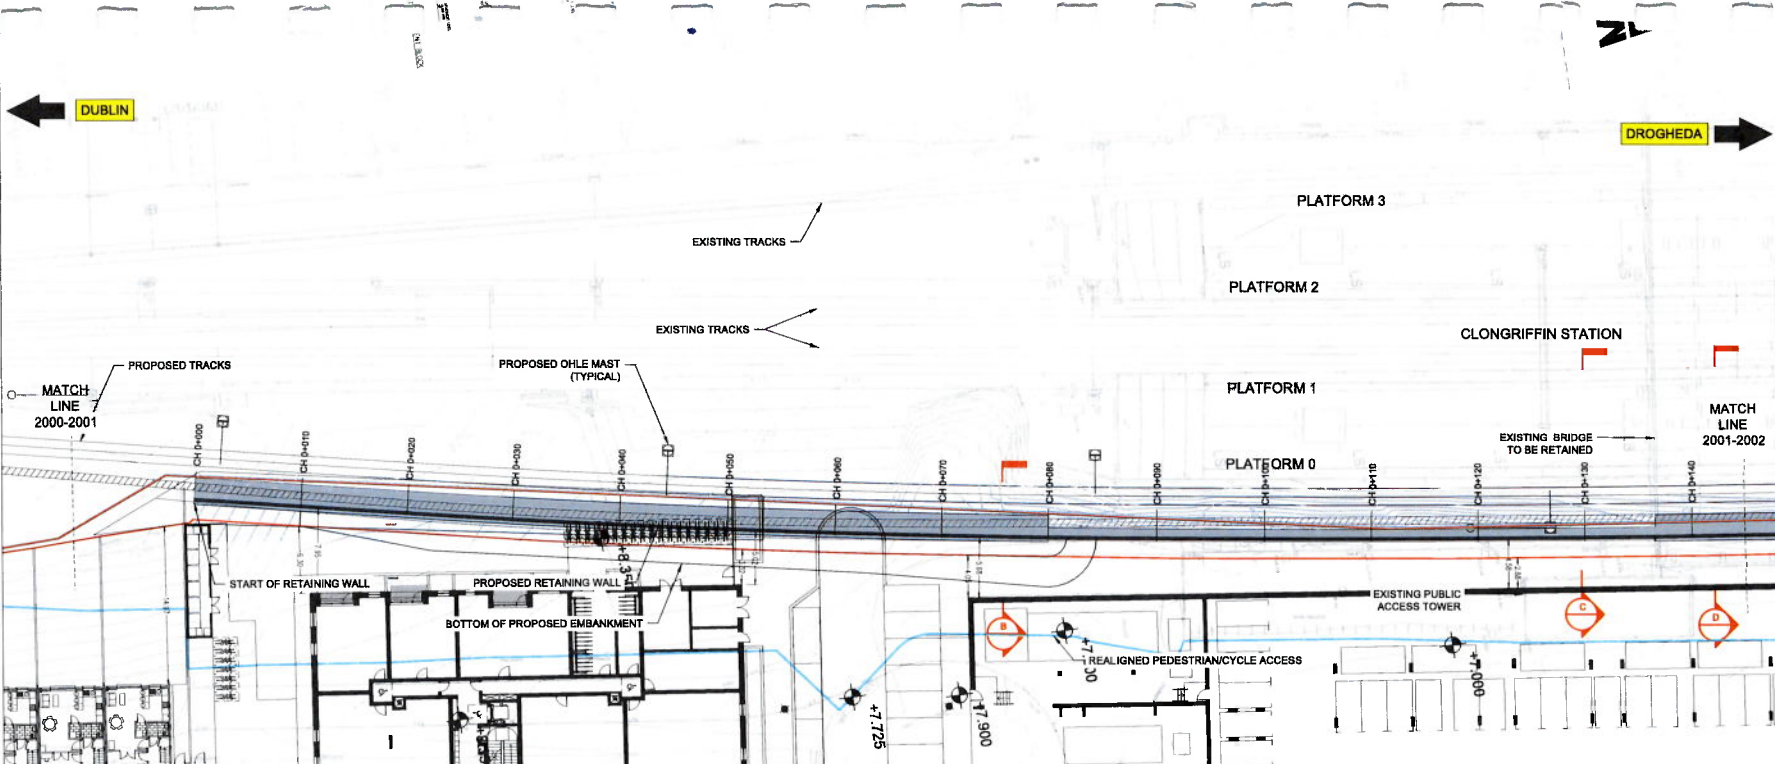 DUBLIN
DROGHEDA
PLATFORM 3
EXISTING TRACKS
PLATFORM 2
EXISTING TRACKS
CLONGRIFFIN STATION
PROPOSED TRACKS
PROPOSED OHLE MAST
(TYPICAL)
PLATFORM 1
MATCH
LINE
2000-2001
MATCH
LINE
2001-2002
EXISTING BRIDGE
TO BE RETAINED
PLATFORM 0
CH 0+000
CH 0+010
CH 0+020
CH 0+030
CH 0+040
CH 0+050
CH 0+060
CH 0+070
CH 0+080
CH 0+090
CH 0+100
CH 0+110
CH 0+120
CH 0+130
CH 0+140
START OF RETAINING WALL
PROPOSED RETAINING WALL
BOTTOM OF PROPOSED EMBANKMENT
EXISTING PUBLIC
ACCESS TOWER
B
C
D
REALIGNED PEDESTRIAN/CYCLE ACCESS
+7.000
+7.725
+7.900